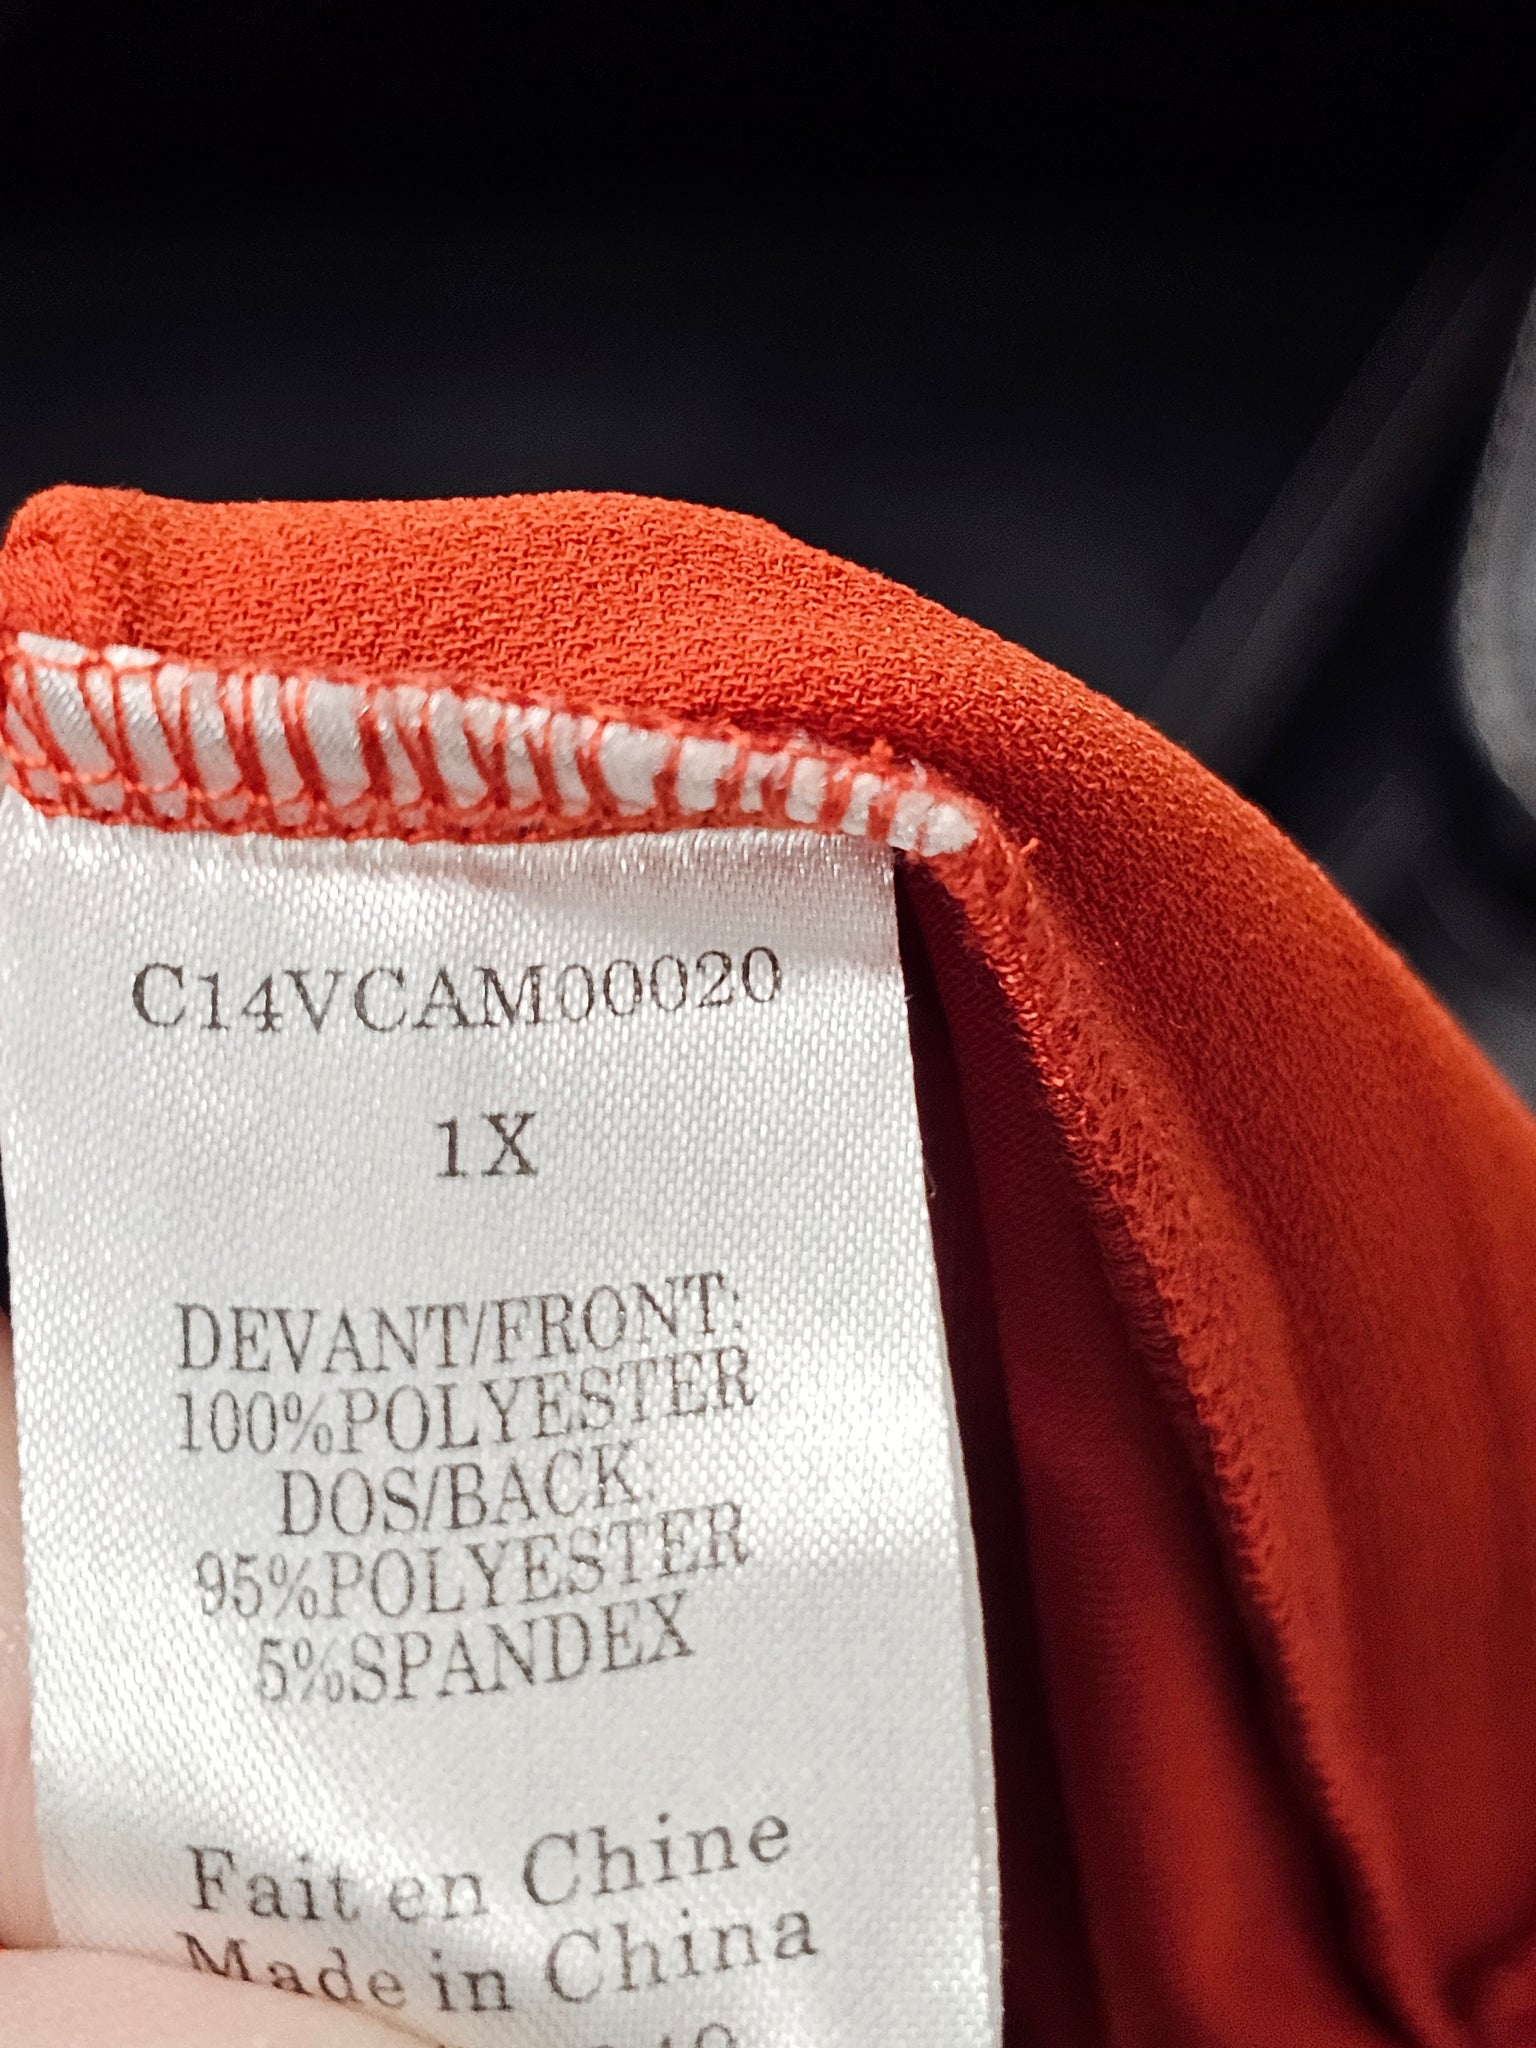 C14VCAM00020
1X
DEVANT/FRONT:
100%POLYESTER
DOS/BACK:
95%POLYESTER
5%SPANDEX
Fait en Chine
Made in China